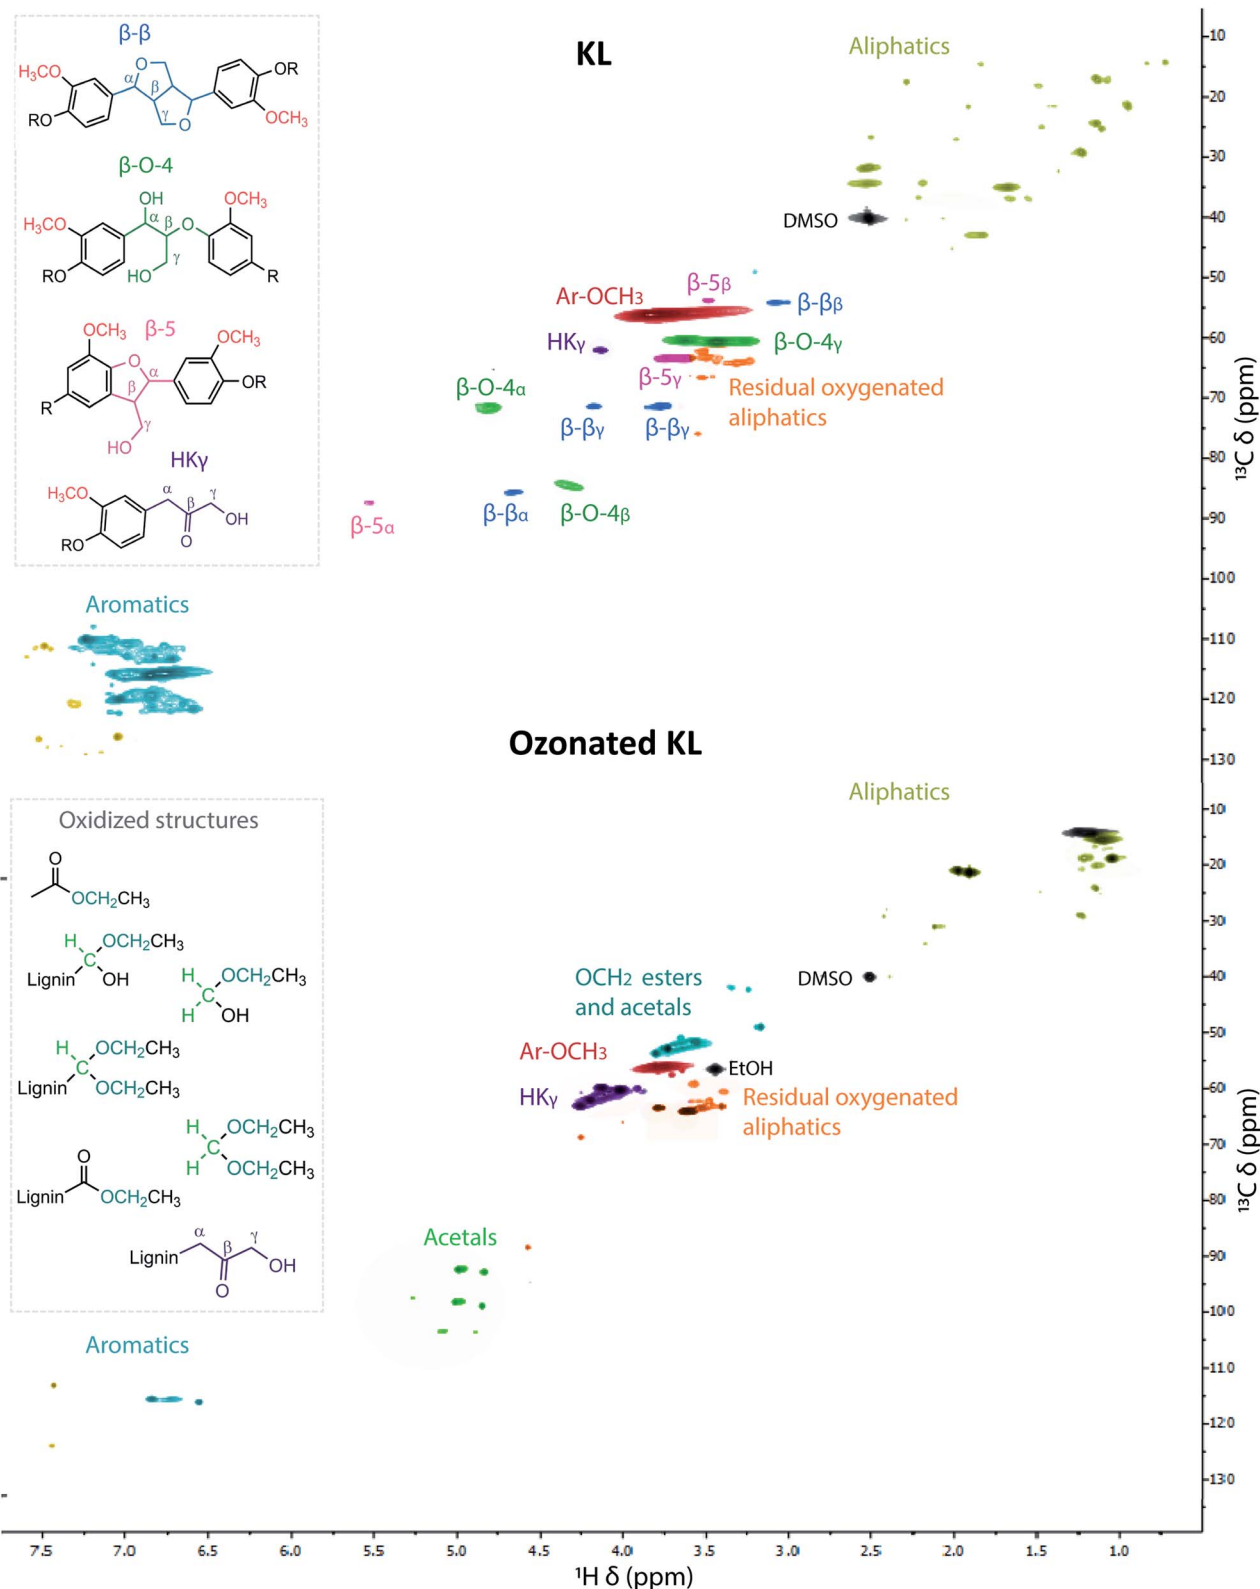 KL
β-β
H₃CO
α
O
β
γ
O
OR
OCH₃
RO
β-O-4
OH
H₃CO
α
β
O
OCH₃
γ
HO
RO
R
β-5
OCH₃
O
α
β
OCH₃
OR
R
γ
HO
HKγ
H₃CO
α
β
γ
OH
O
RO
Aliphatics
DMSO
β-5β
Ar-OCH₃
β-ββ
HKγ
β-O-4γ
β-5γ
Residual oxygenated
aliphatics
β-O-4α
β-βγ
β-βγ
β-βα
β-O-4β
β-5α
Aromatics
10
20
30
40
50
60
70
80
90
100
110
120
130
¹³C δ (ppm)
Ozonated KL
Oxidized structures
O
OCH₂CH₃
H
OCH₂CH₃
C
Lignin
OH
H
OCH₂CH₃
C
H
OH
H
OCH₂CH₃
C
Lignin
OCH₂CH₃
H
OCH₂CH₃
C
H
OCH₂CH₃
O
Lignin
OCH₂CH₃
α
β
γ
Lignin
OH
O
Aliphatics
DMSO
OCH₂ esters
and acetals
Ar-OCH₃
EtOH
HKγ
Residual oxygenated
aliphatics
Acetals
Aromatics
10
20
30
40
50
60
70
80
90
100
110
120
130
¹³C δ (ppm)
7.5 7.0 6.5 6.0 5.5 5.0 4.5 4.0 3.5 3.0 2.5 2.0 1.5 1.0
¹H δ (ppm)